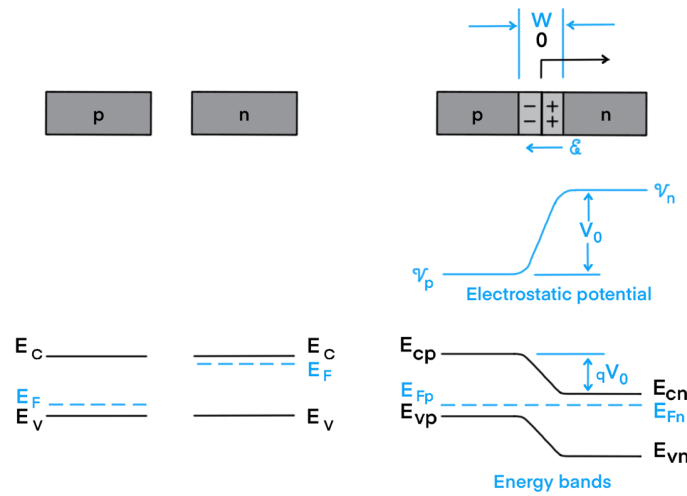 W
0
p
n
p
− +
− +
n
ℰ
𝒱n
V0
𝒱p
Electrostatic potential
EC
EC
EF
EF
EV
EV
Ecp
qV0
Ecn
EFp
EFn
Evp
Evn
Energy bands